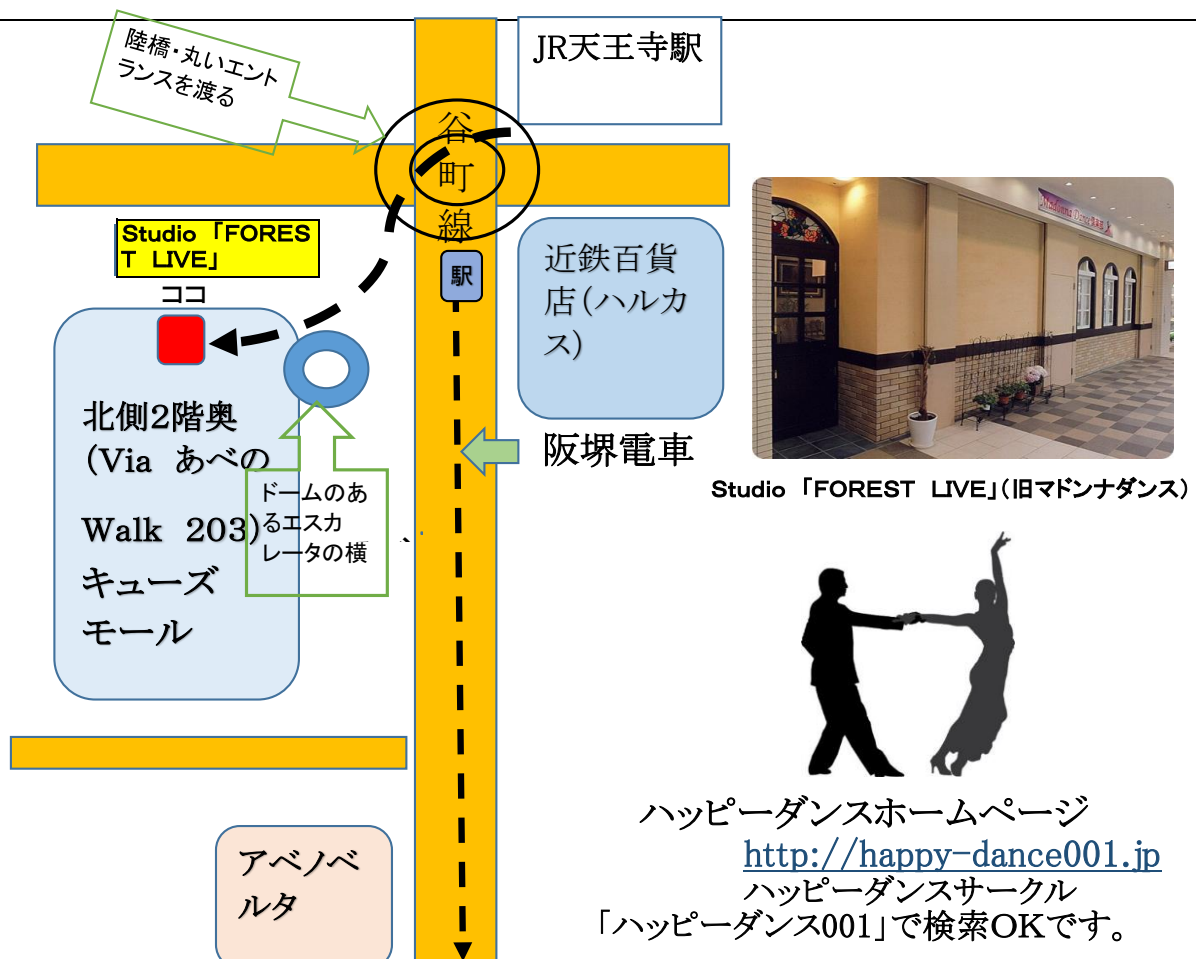 陸橋・丸いエント
ランスを渡る
JR天王寺駅
谷
町
線
駅
Studio 「FORES
T LIVE」
ココ
近鉄百貨
店(ハルカ
ス)
北側2階奥
(Via あべの
Walk 203)
キューズ
モール
ドームのあ
るエスカ
レータの横
、
阪堺電車
Studio 「FOREST LIVE」(旧マドンナダンス)
アベノベ
ルタ
ハッピーダンスホームページ
http://happy-dance001.jp
ハッピーダンスサークル
「ハッピーダンス001」で検索OKです。